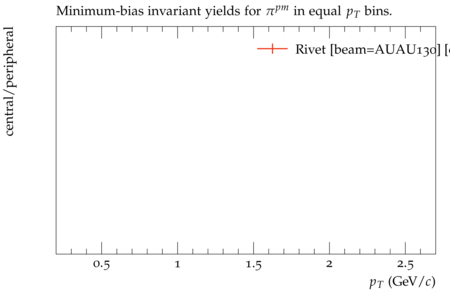 Minimum-bias invariant yields for π^{pm} in equal p_T bins.
central/peripheral
Rivet [beam=AUAU130] [
0.5 1 1.5 2 2.5
p_T (GeV/c)